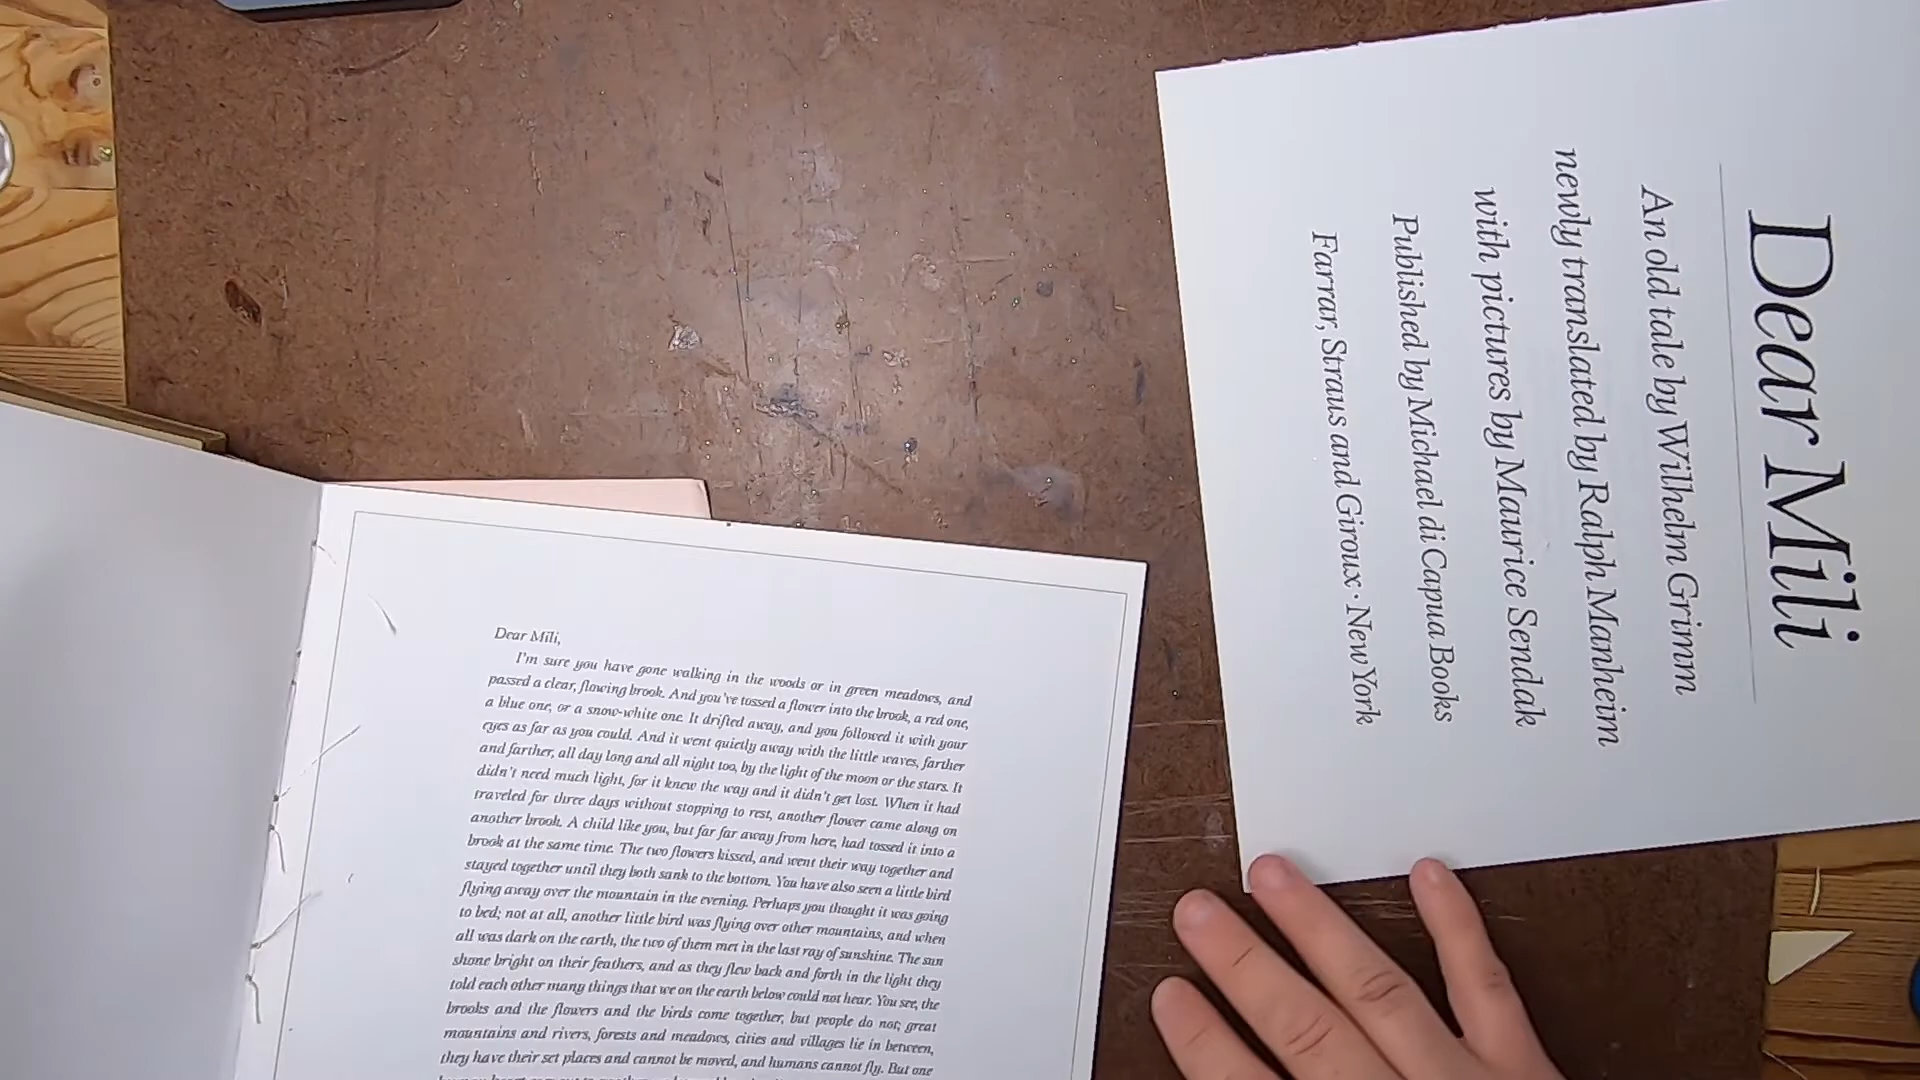 Dear Mili
An old tale by Wilhelm Grimm
newly translated by Ralph Manheim
with pictures by Maurice Sendak
Published by Michael di Capua Books
Farrar, Straus and Giroux · New York
Dear Mili,
I'm sure you have gone walking in the woods or in green meadows, and
passed a clear, flowing brook. And you've tossed a flower into the brook, a red one,
a blue one, or a snow-white one. It drifted away, and you followed it with your
eyes as far as you could. And it went quietly away with the little waves, farther
and farther, all day long and all night too, by the light of the moon or the stars. It
didn't need much light, for it knew the way and it didn't get lost. When it had
traveled for three days without stopping to rest, another flower came along on
another brook. A child like you, but far far away from here, had tossed it into a
brook at the same time. The two flowers kissed, and went their way together and
stayed together until they both sank to the bottom. You have also seen a little bird
flying away over the mountain in the evening. Perhaps you thought it was going
to bed; not at all, another little bird was flying over other mountains, and when
all was dark on the earth, the two of them met in the last ray of sunshine. The sun
shone bright on their feathers, and as they flew back and forth in the light they
told each other many things that we on the earth below could not hear. You see, the
brooks and the flowers and the birds come together, but people do not; great
mountains and rivers, forests and meadows, cities and villages lie in between,
they have their set places and cannot be moved, and humans cannot fly. But one